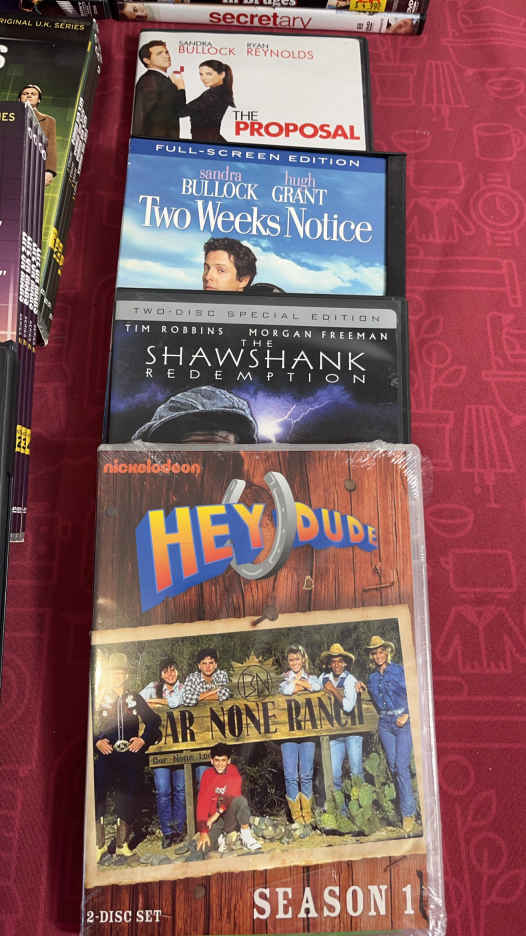 in Bruges
secretary
ORIGINAL U.K. SERIES
SANDRA BULLOCK RYAN REYNOLDS
THE
PROPOSAL
FULL-SCREEN EDITION
sandra BULLOCK hugh GRANT
Two Weeks Notice
TWO-DISC SPECIAL EDITION
TIM ROBBINS MORGAN FREEMAN
THE
SHAWSHANK
REDEMPTION
nickelodeon
HEY DUDE
BN
BAR NONE RANCH
SEASON 1
2-DISC SET